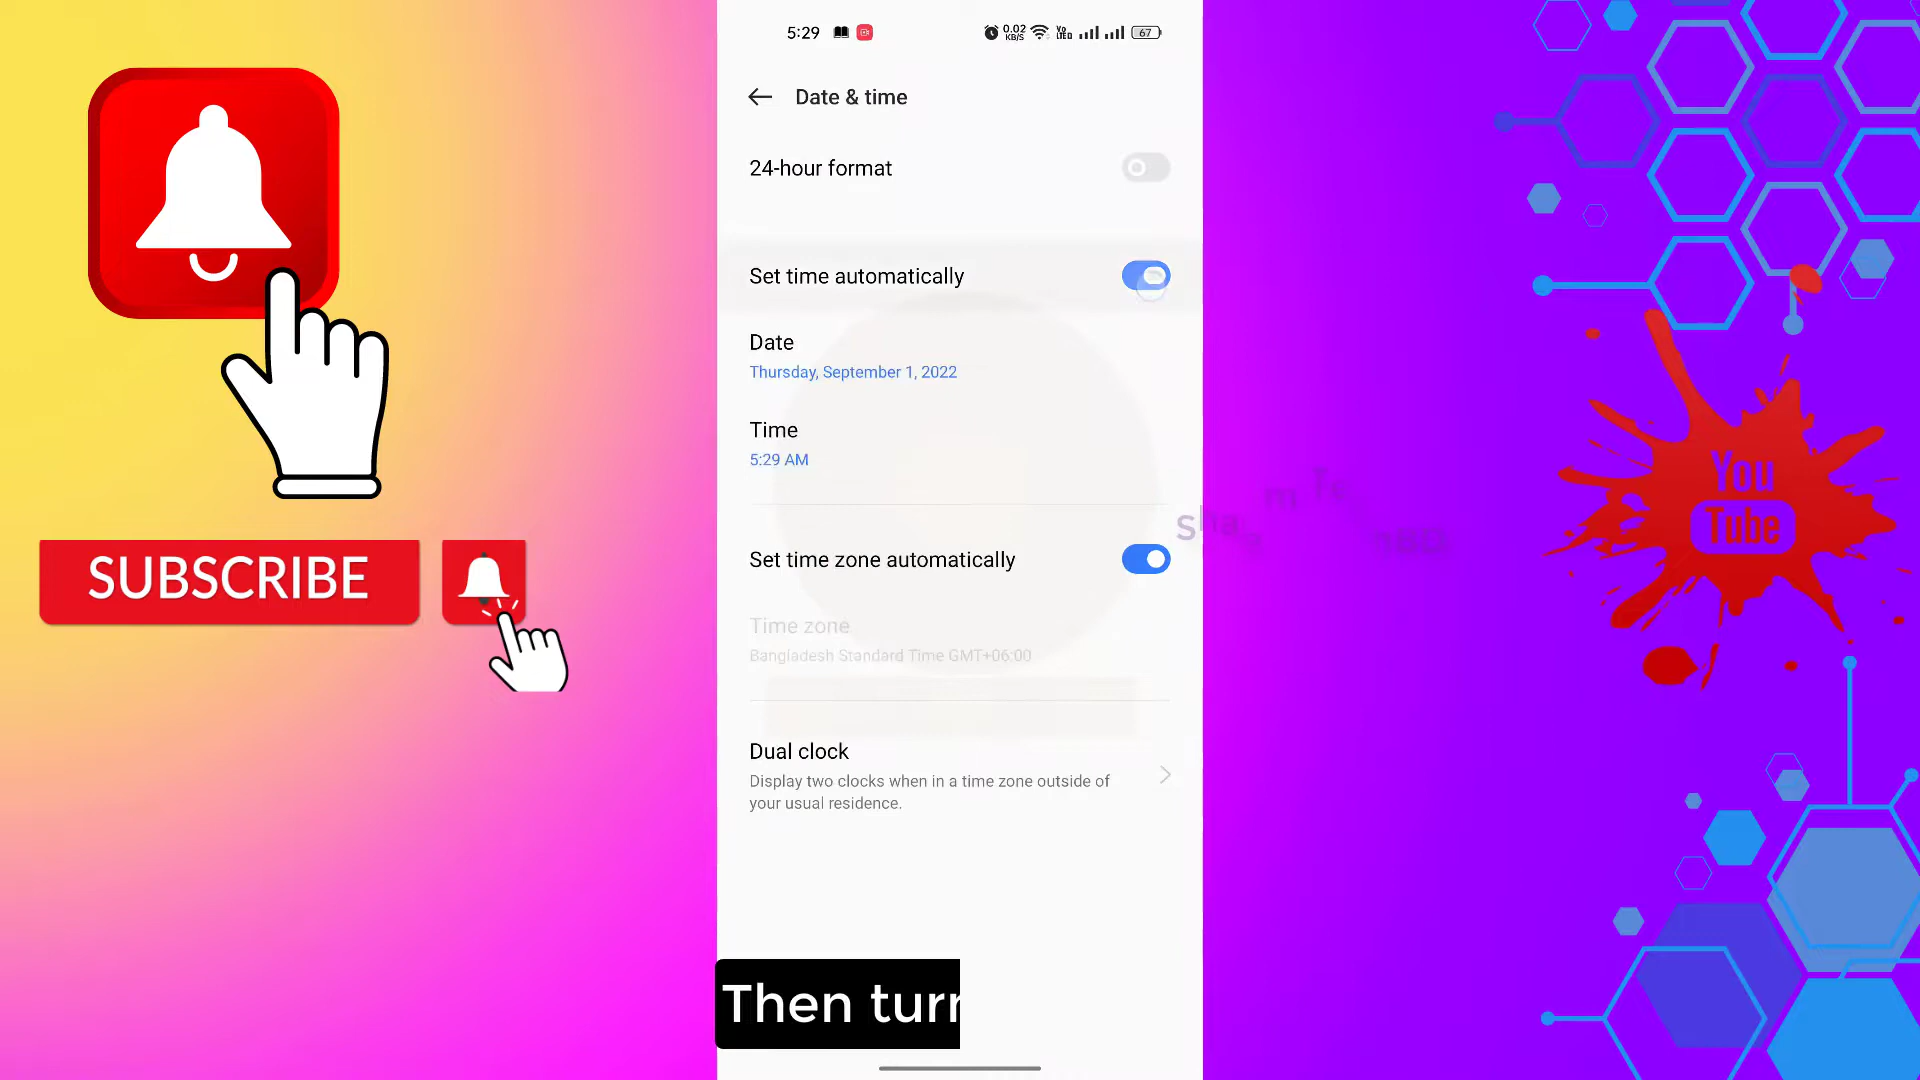 5:29
0.02
KB/S
67
Date & time
24-hour format
Set time automatically
Date
Thursday, September 1, 2022
Time
5:29 AM
Set time zone automatically
Time zone
Bangladesh Standard Time GMT+06:00
Dual clock
Display two clocks when in a time zone outside of
your usual residence.
Then turn
SUBSCRIBE
You
Tube